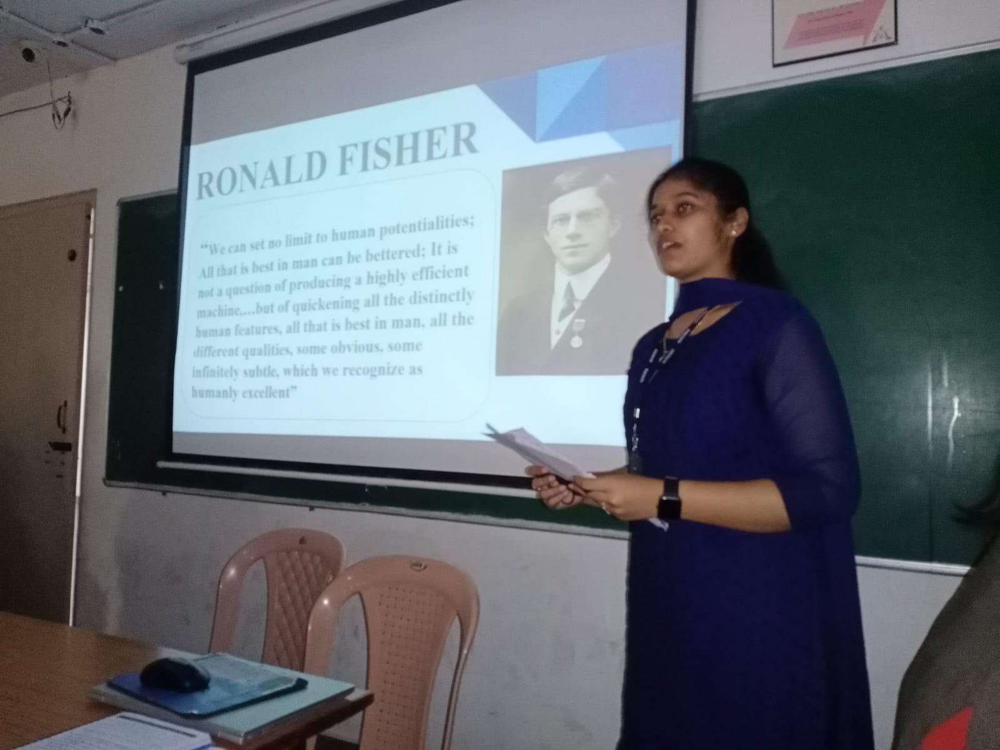 RONALD FISHER
“We can set no limit to human potentialities;
All that is best in man can be bettered; It is
not a question of producing a highly efficient
machine,...but of quickening all the distinctly
human features, all that is best in man, all the
different qualities, some obvious, some
infinitely subtle, which we recognize as
humanly excellent”